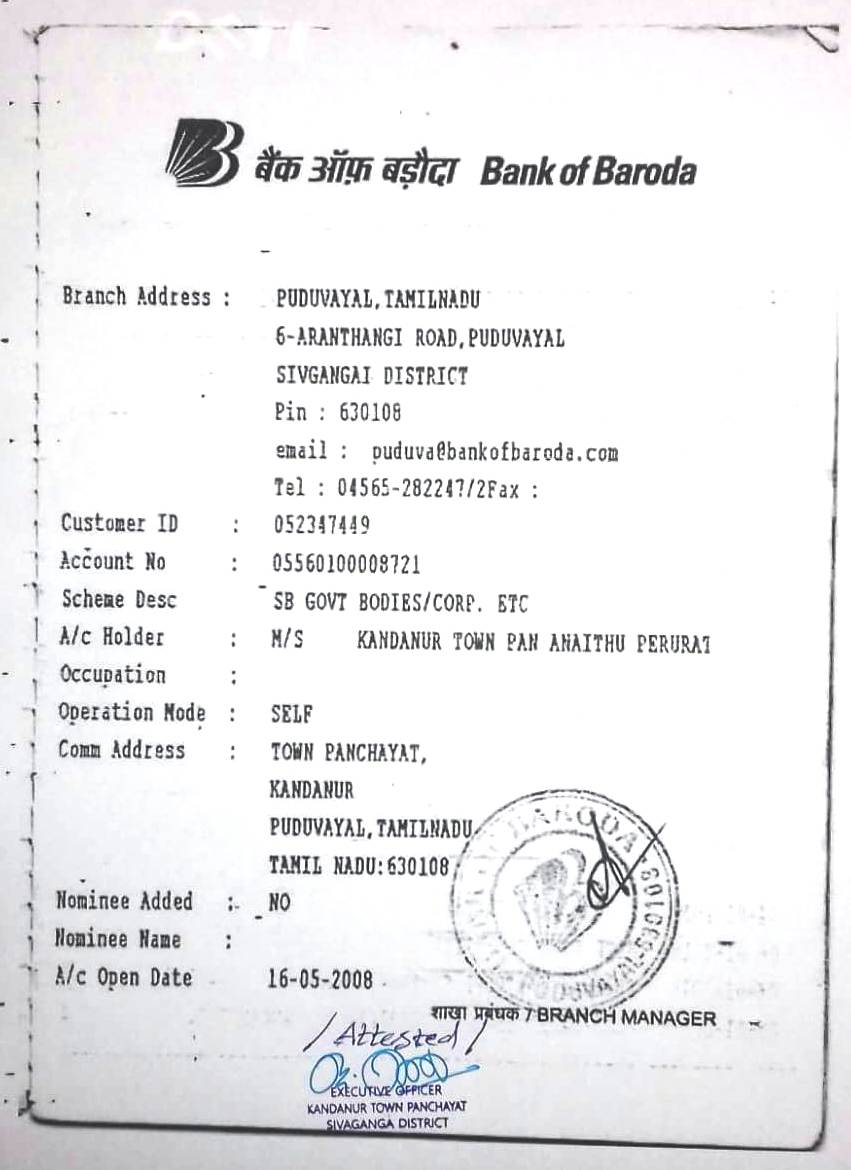 बैंक ऑफ़ बड़ौदा Bank of Baroda
Branch Address : PUDUVAYAL,TAMILNADU
6-ARANTHANGI ROAD,PUDUVAYAL
SIVGANGAI DISTRICT
Pin : 630108
email : puduva@bankofbaroda.com
Tel : 04565-282247/2Fax :
Customer ID : 052347449
Account No : 05560100008721
Scheme Desc SB GOVT BODIES/CORP. ETC
A/c Holder : M/S KANDANUR TOWN PAN ANAITHU PERURAT
Occupation :
Operation Mode : SELF
Comm Address : TOWN PANCHAYAT,
KANDANUR
PUDUVAYAL,TAMILNADU
TAMIL NADU:630108
Nominee Added : NO
Nominee Name :
A/c Open Date 16-05-2008
BARODA
PUDUVAYAL-630108
शाखा प्रबंधक / BRANCH MANAGER
/ Attested /
EXECUTIVE OFFICER
KANDANUR TOWN PANCHAYAT
SIVAGANGA DISTRICT